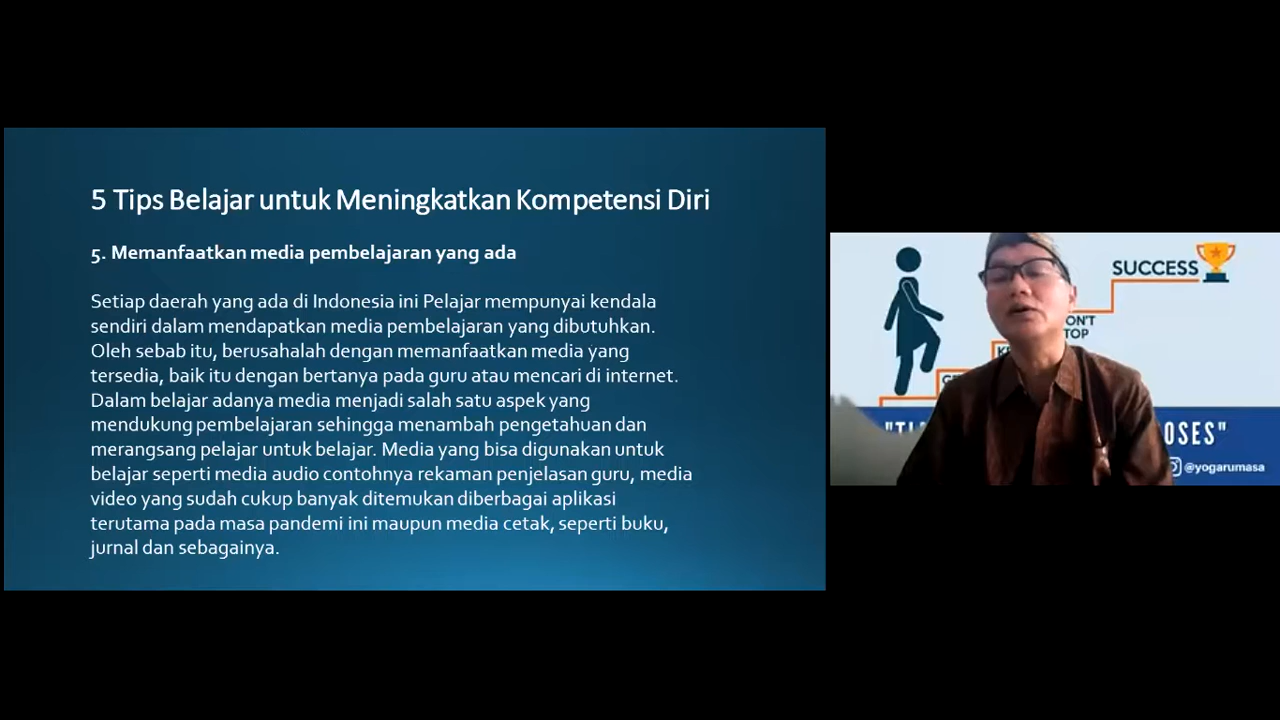 5 Tips Belajar untuk Meningkatkan Kompetensi Diri
5. Memanfaatkan media pembelajaran yang ada
Setiap daerah yang ada di Indonesia ini Pelajar mempunyai kendala
sendiri dalam mendapatkan media pembelajaran yang dibutuhkan.
Oleh sebab itu, berusahalah dengan memanfaatkan media yang
tersedia, baik itu dengan bertanya pada guru atau mencari di internet.
Dalam belajar adanya media menjadi salah satu aspek yang
mendukung pembelajaran sehingga menambah pengetahuan dan
merangsang pelajar untuk belajar. Media yang bisa digunakan untuk
belajar seperti media audio contohnya rekaman penjelasan guru, media
video yang sudah cukup banyak ditemukan diberbagai aplikasi
terutama pada masa pandemi ini maupun media cetak, seperti buku,
jurnal dan sebagainya.
SUCCESS
@yogarumasa